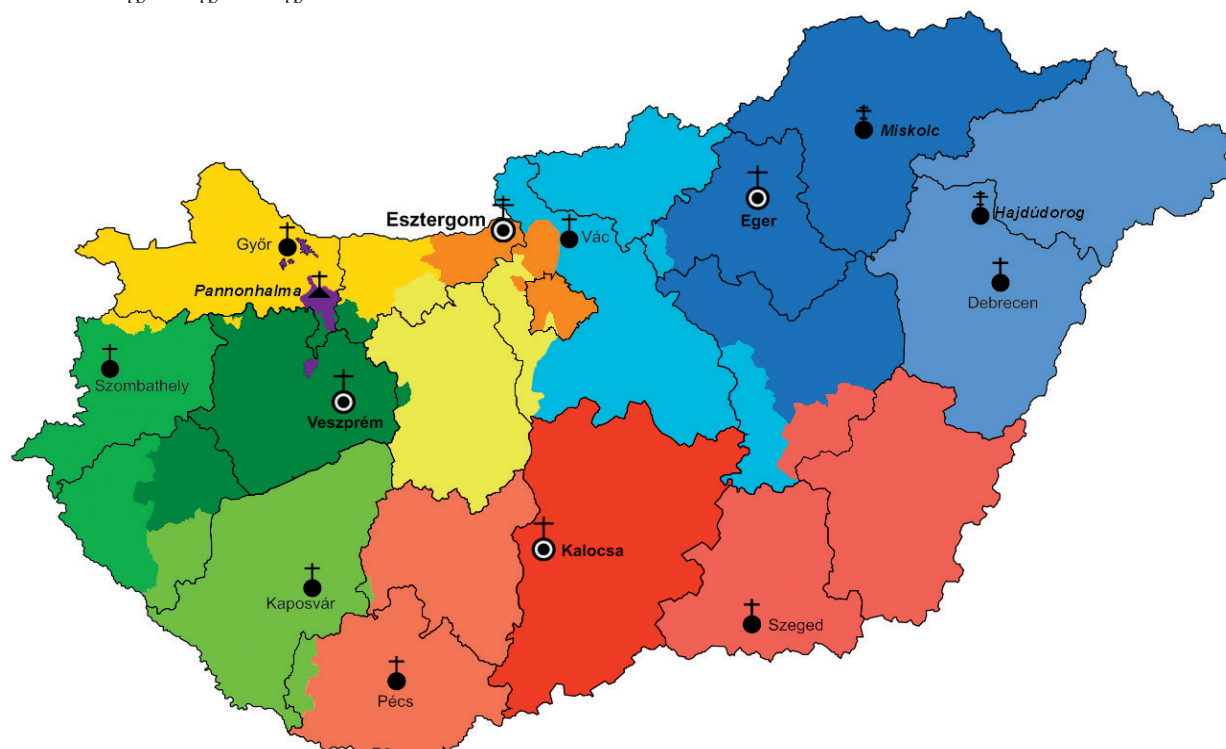 Miskolc
Eger
Hajdúdorog
Esztergom
Vác
Győr
Debrecen
Pannonhalma
Szombathely
Veszprém
Kalocsa
Kaposvár
Szeged
Pécs